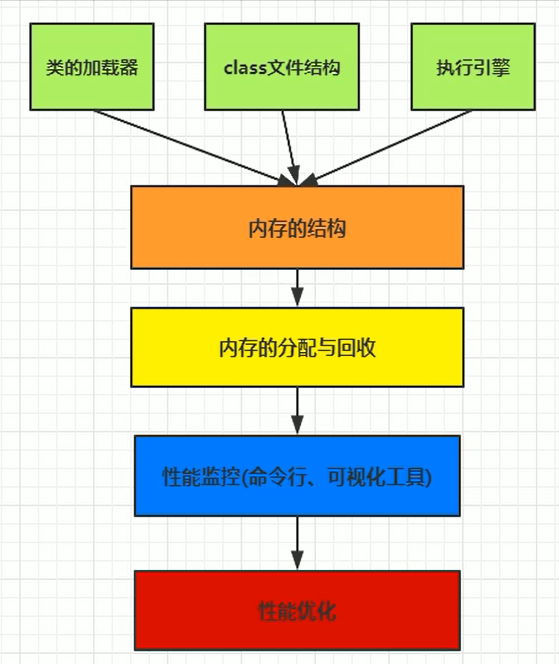 类的加载器
class文件结构
执行引擎
内存的结构
内存的分配与回收
性能监控(命令行、可视化工具)
性能优化